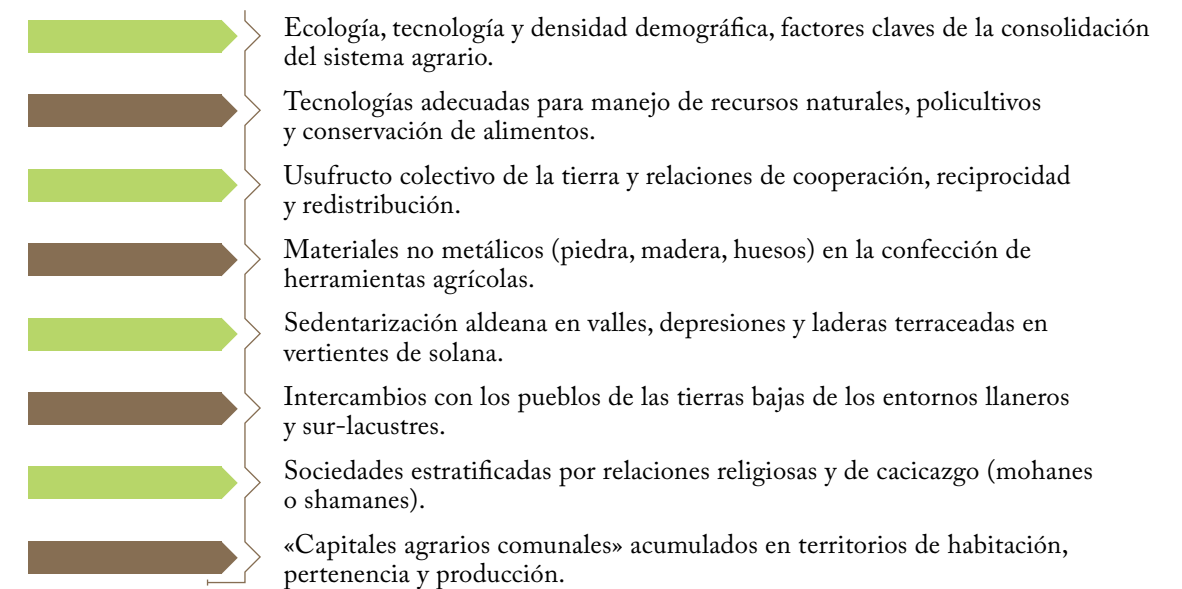 Ecología, tecnología y densidad demográfica, factores claves de la consolidación
del sistema agrario.
Tecnologías adecuadas para manejo de recursos naturales, policultivos
y conservación de alimentos.
Usufructo colectivo de la tierra y relaciones de cooperación, reciprocidad
y redistribución.
Materiales no metálicos (piedra, madera, huesos) en la confección de
herramientas agrícolas.
Sedentarización aldeana en valles, depresiones y laderas terraceadas en
vertientes de solana.
Intercambios con los pueblos de las tierras bajas de los entornos llaneros
y sur-lacustres.
Sociedades estratificadas por relaciones religiosas y de cacicazgo (mohanes
o shamanes).
«Capitales agrarios comunales» acumulados en territorios de habitación,
pertenencia y producción.